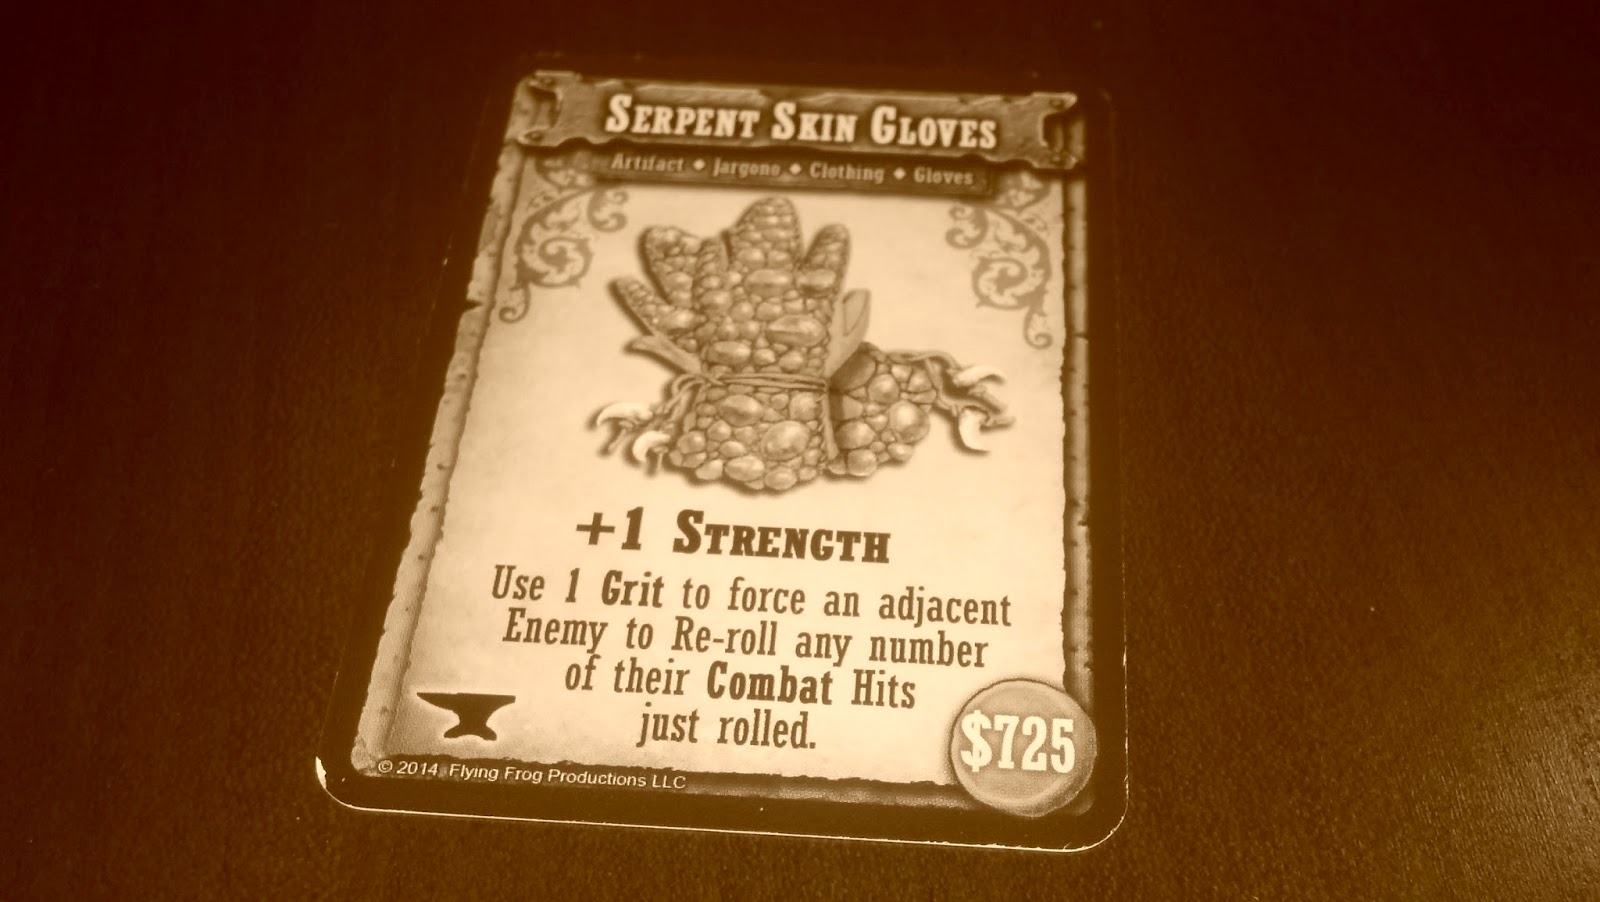 SERPENT SKIN GLOVES
Artifact ◆ Jargono ◆ Clothing ◆ Gloves
+1 STRENGTH
Use 1 Grit to force an adjacent
Enemy to Re-roll any number
of their Combat Hits
just rolled.
$725
© 2014 Flying Frog Productions LLC